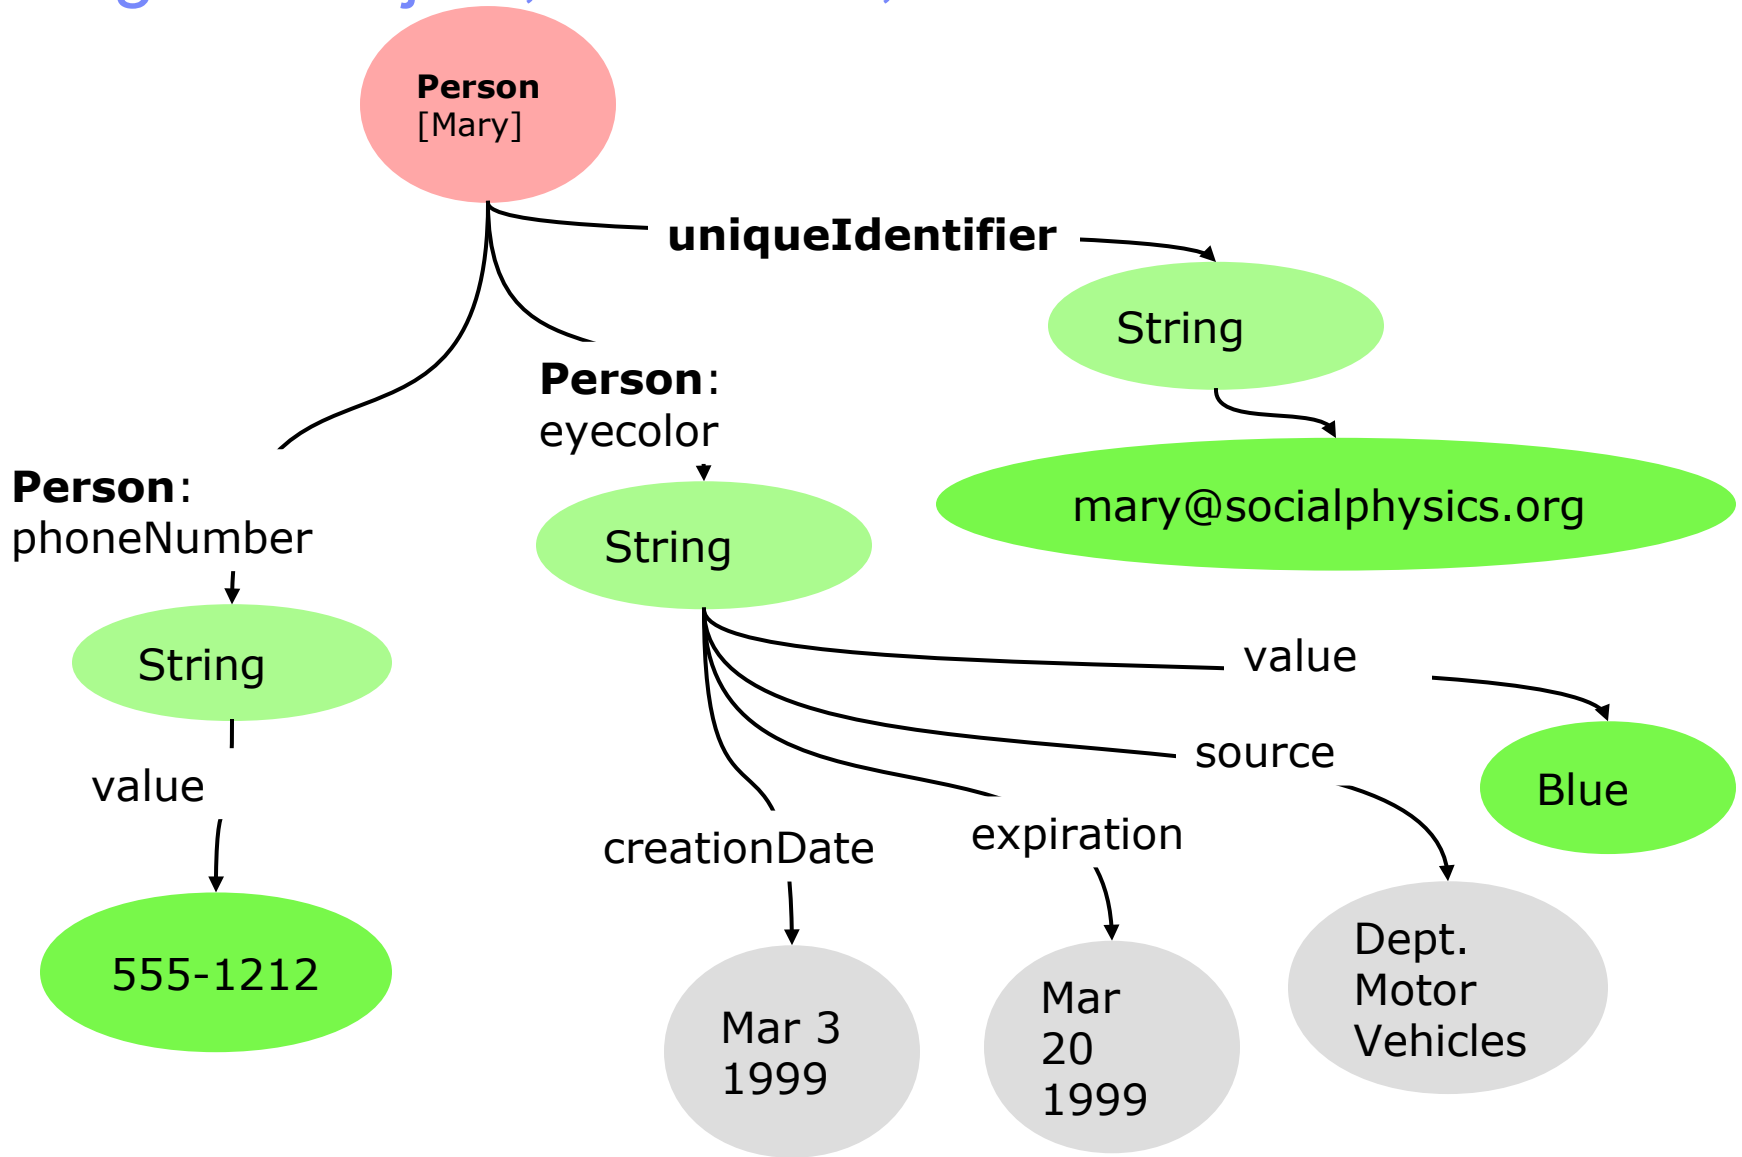 Person
[Mary]
uniqueIdentifier
String
Person:
eyecolor
mary@socialphysics.org
Person:
phoneNumber
String
String
value
value
source
Blue
creationDate
expiration
555-1212
Mar 3
1999
Mar
20
1999
Dept.
Motor
Vehicles